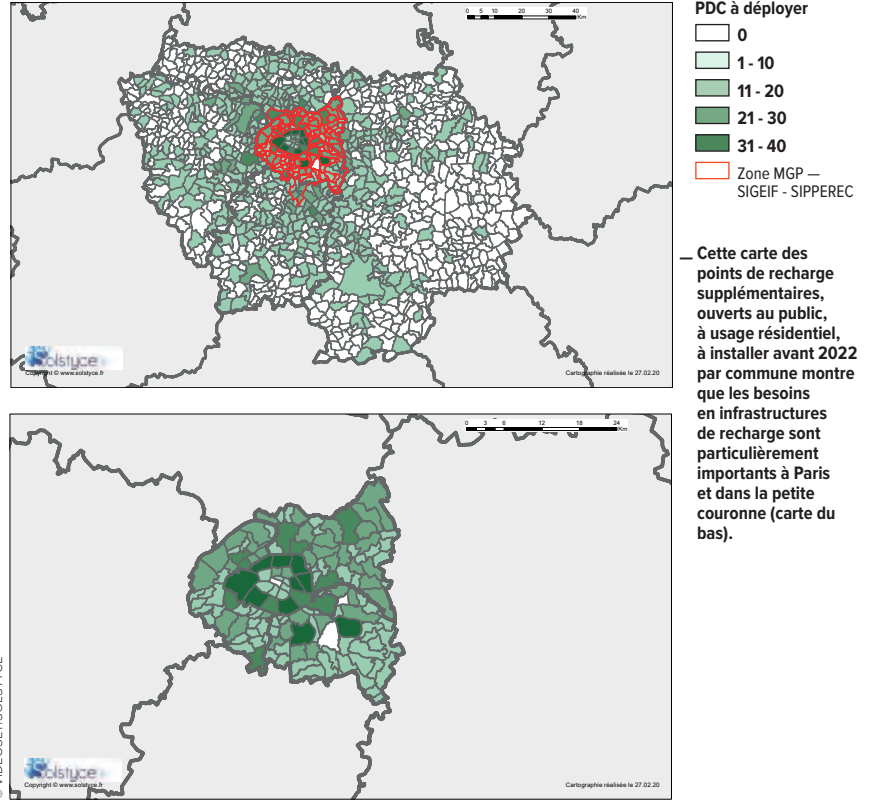 0 5 10 20 30 40
Km
Solstyce
Copyright © www.solstyce.fr
Cartographie réalisée le 27.02.20
PDC à déployer
0
1 - 10
11 - 20
21 - 30
31 - 40
Zone MGP —
SIGEIF - SIPPEREC
— Cette carte des
points de recharge
supplémentaires,
ouverts au public,
à usage résidentiel,
à installer avant 2022
par commune montre
que les besoins
en infrastructures
de recharge sont
particulièrement
importants à Paris
et dans la petite
couronne (carte du
bas).
0 3 6 12 18 24
Km
Solstyce
Copyright © www.solstyce.fr
Cartographie réalisée le 27.02.20